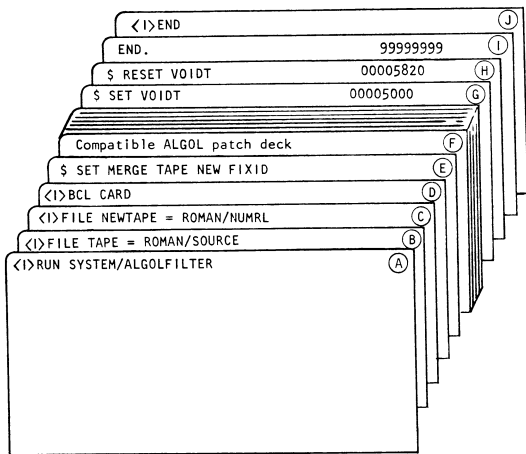 <I>END J
END. 99999999 I
$ RESET VOIDT 00005820 H
$ SET VOIDT 00005000 G
Compatible ALGOL patch deck F
$ SET MERGE TAPE NEW FIXID E
<I>BCL CARD D
<I>FILE NEWTAPE = ROMAN/NUMRL C
<I>FILE TAPE = ROMAN/SOURCE B
<I>RUN SYSTEM/ALGOLFILTER A